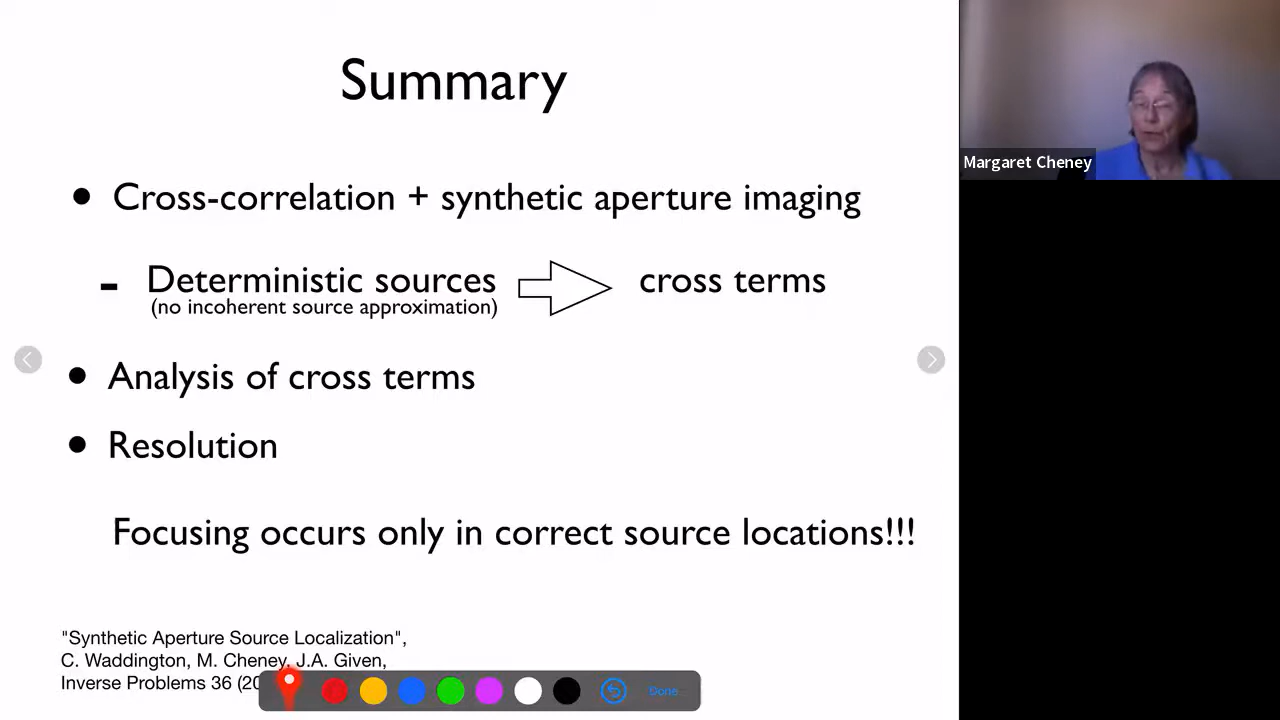 Summary
Margaret Cheney
• Cross-correlation + synthetic aperture imaging
- Deterministic sources cross terms
(no incoherent source approximation)
• Analysis of cross terms
• Resolution
Focusing occurs only in correct source locations!!!
"Synthetic Aperture Source Localization",
C. Waddington, M. Cheney, J.A. Given,
Inverse Problems 36 (20
Done